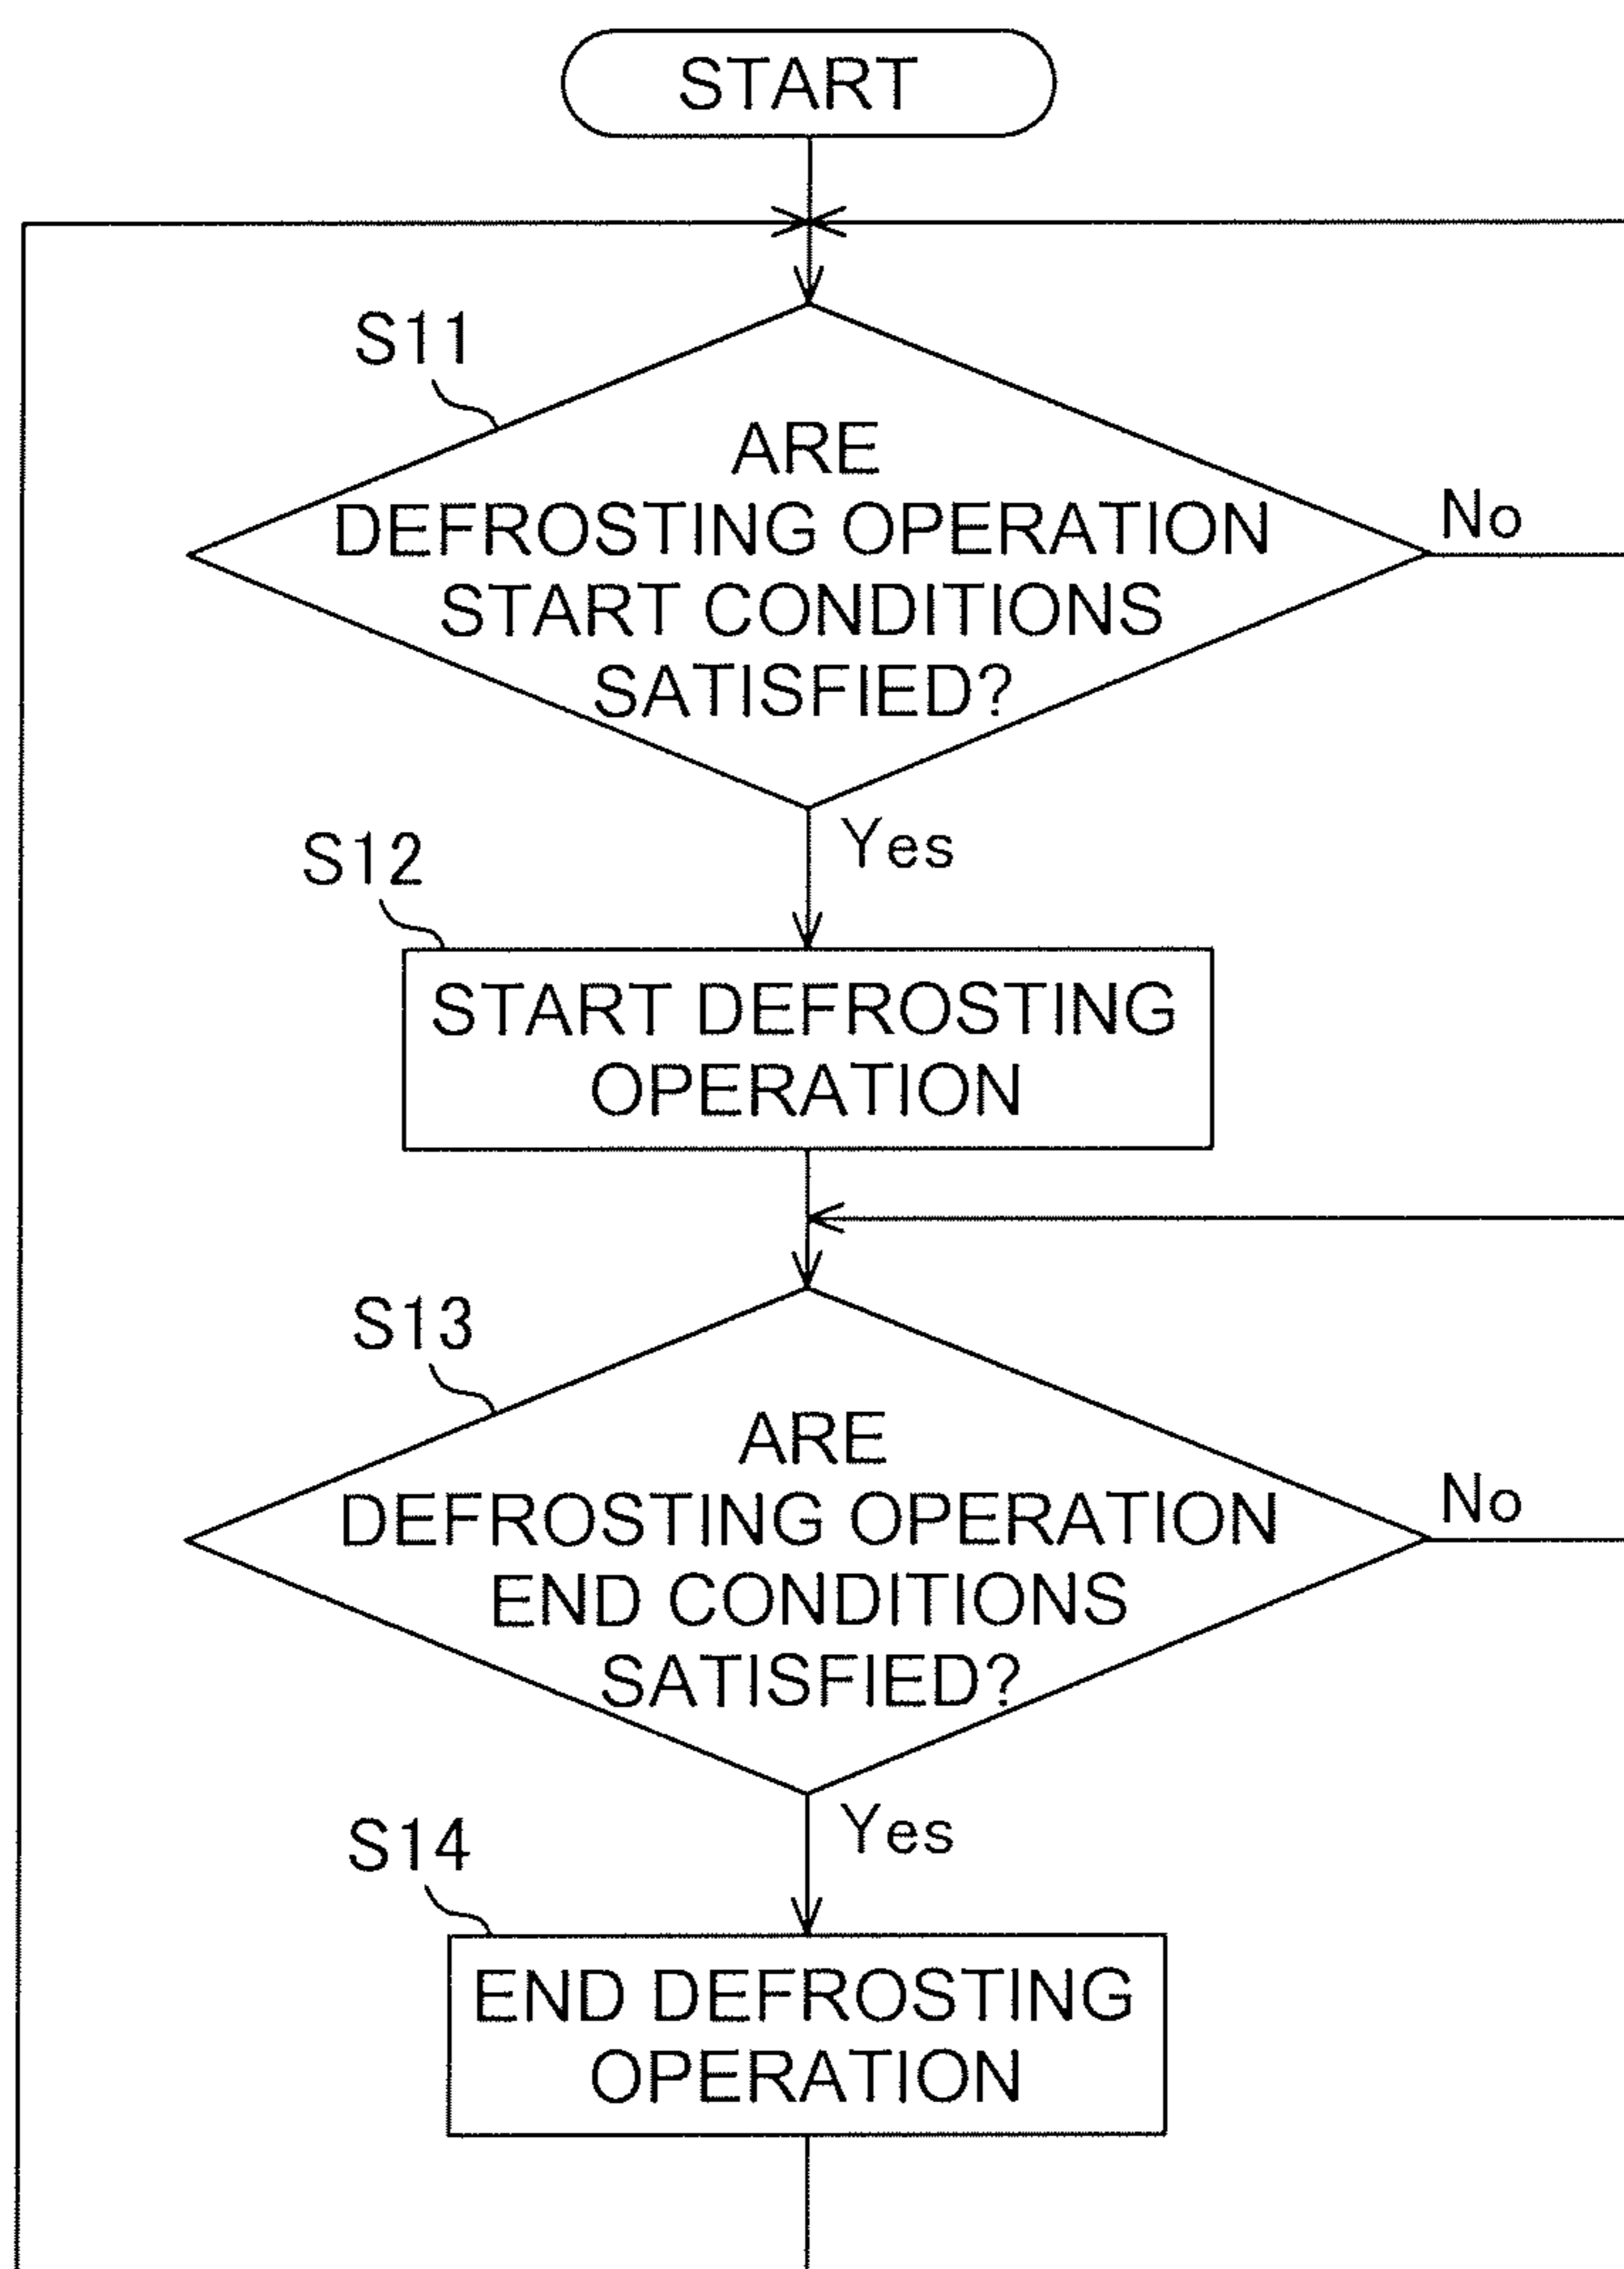 START
S11
ARE
DEFROSTING OPERATION
START CONDITIONS
SATISFIED?
No
Yes
S12
START DEFROSTING
OPERATION
S13
ARE
DEFROSTING OPERATION
END CONDITIONS
SATISFIED?
No
Yes
S14
END DEFROSTING
OPERATION